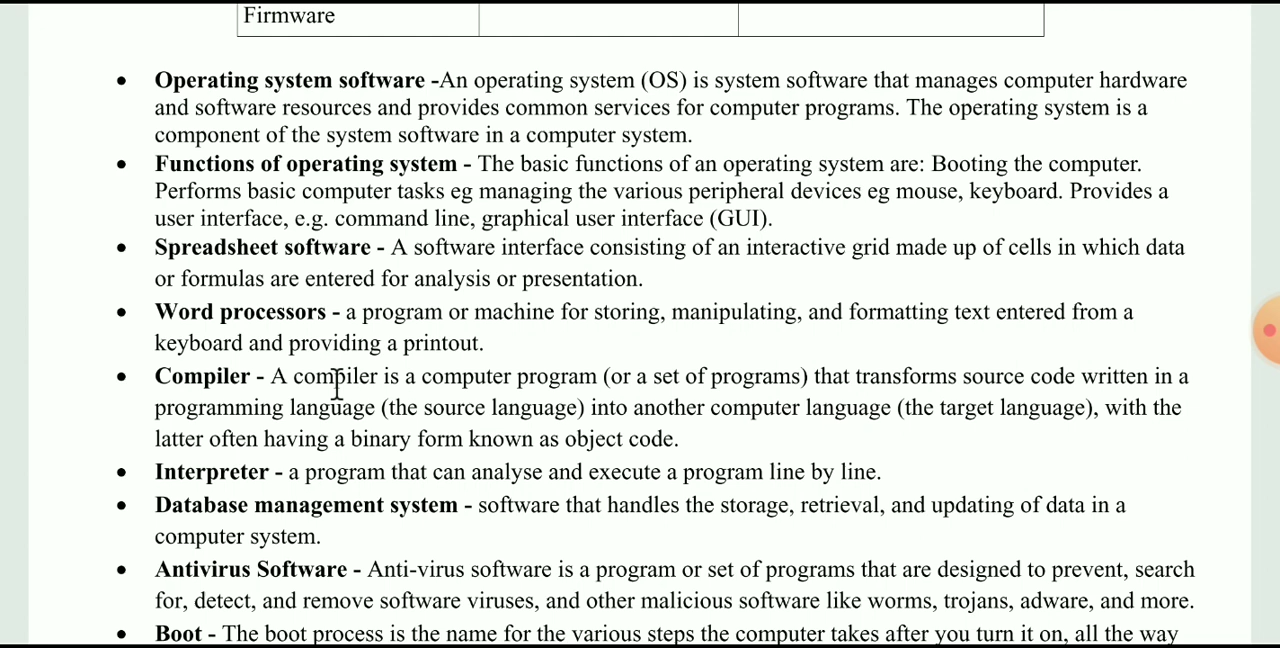 Firmware
• Operating system software -An operating system (OS) is system software that manages computer hardware
and software resources and provides common services for computer programs. The operating system is a
component of the system software in a computer system.
• Functions of operating system - The basic functions of an operating system are: Booting the computer.
Performs basic computer tasks eg managing the various peripheral devices eg mouse, keyboard. Provides a
user interface, e.g. command line, graphical user interface (GUI).
• Spreadsheet software - A software interface consisting of an interactive grid made up of cells in which data
or formulas are entered for analysis or presentation.
• Word processors - a program or machine for storing, manipulating, and formatting text entered from a
keyboard and providing a printout.
• Compiler - A compiler is a computer program (or a set of programs) that transforms source code written in a
programming language (the source language) into another computer language (the target language), with the
latter often having a binary form known as object code.
• Interpreter - a program that can analyse and execute a program line by line.
• Database management system - software that handles the storage, retrieval, and updating of data in a
computer system.
• Antivirus Software - Anti-virus software is a program or set of programs that are designed to prevent, search
for, detect, and remove software viruses, and other malicious software like worms, trojans, adware, and more.
• Boot - The boot process is the name for the various steps the computer takes after you turn it on, all the way